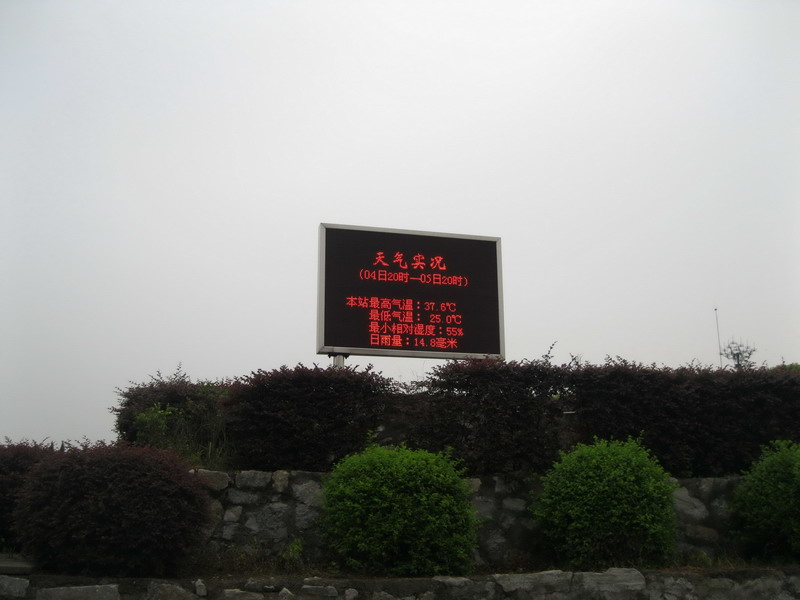 天气实况
(04日20时—05日20时)
本站最高气温：37.6℃
最低气温： 25.0℃
最小相对湿度：55%
日雨量：14.8毫米